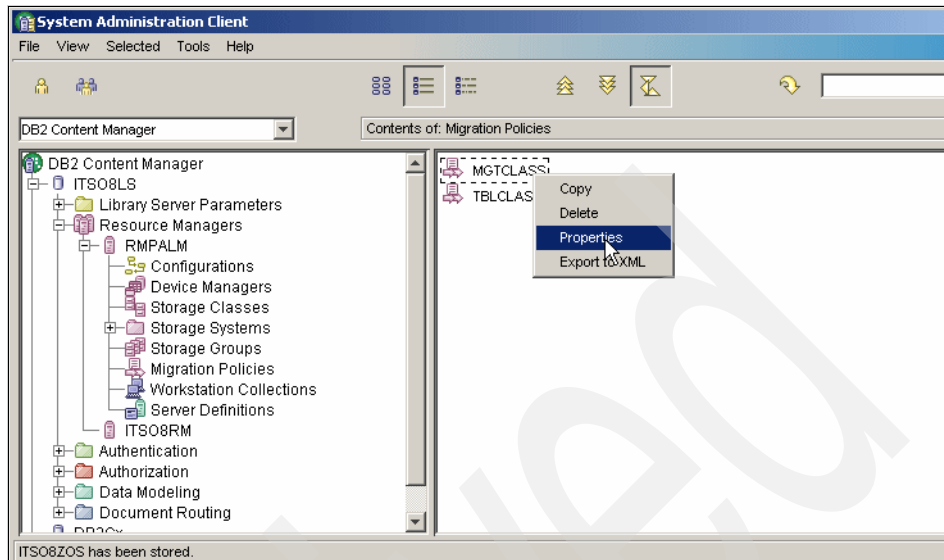 System Administration Client
File View Selected Tools Help
DB2 Content Manager
Contents of: Migration Policies
DB2 Content Manager
ITSO8LS
Library Server Parameters
Resource Managers
RMPALM
Configurations
Device Managers
Storage Classes
Storage Systems
Storage Groups
Migration Policies
Workstation Collections
Server Definitions
ITSO8RM
Authentication
Authorization
Data Modeling
Document Routing
MGTCLASS
TBLCLAS
Copy
Delete
Properties
Export to XML
ITSO8ZOS has been stored.